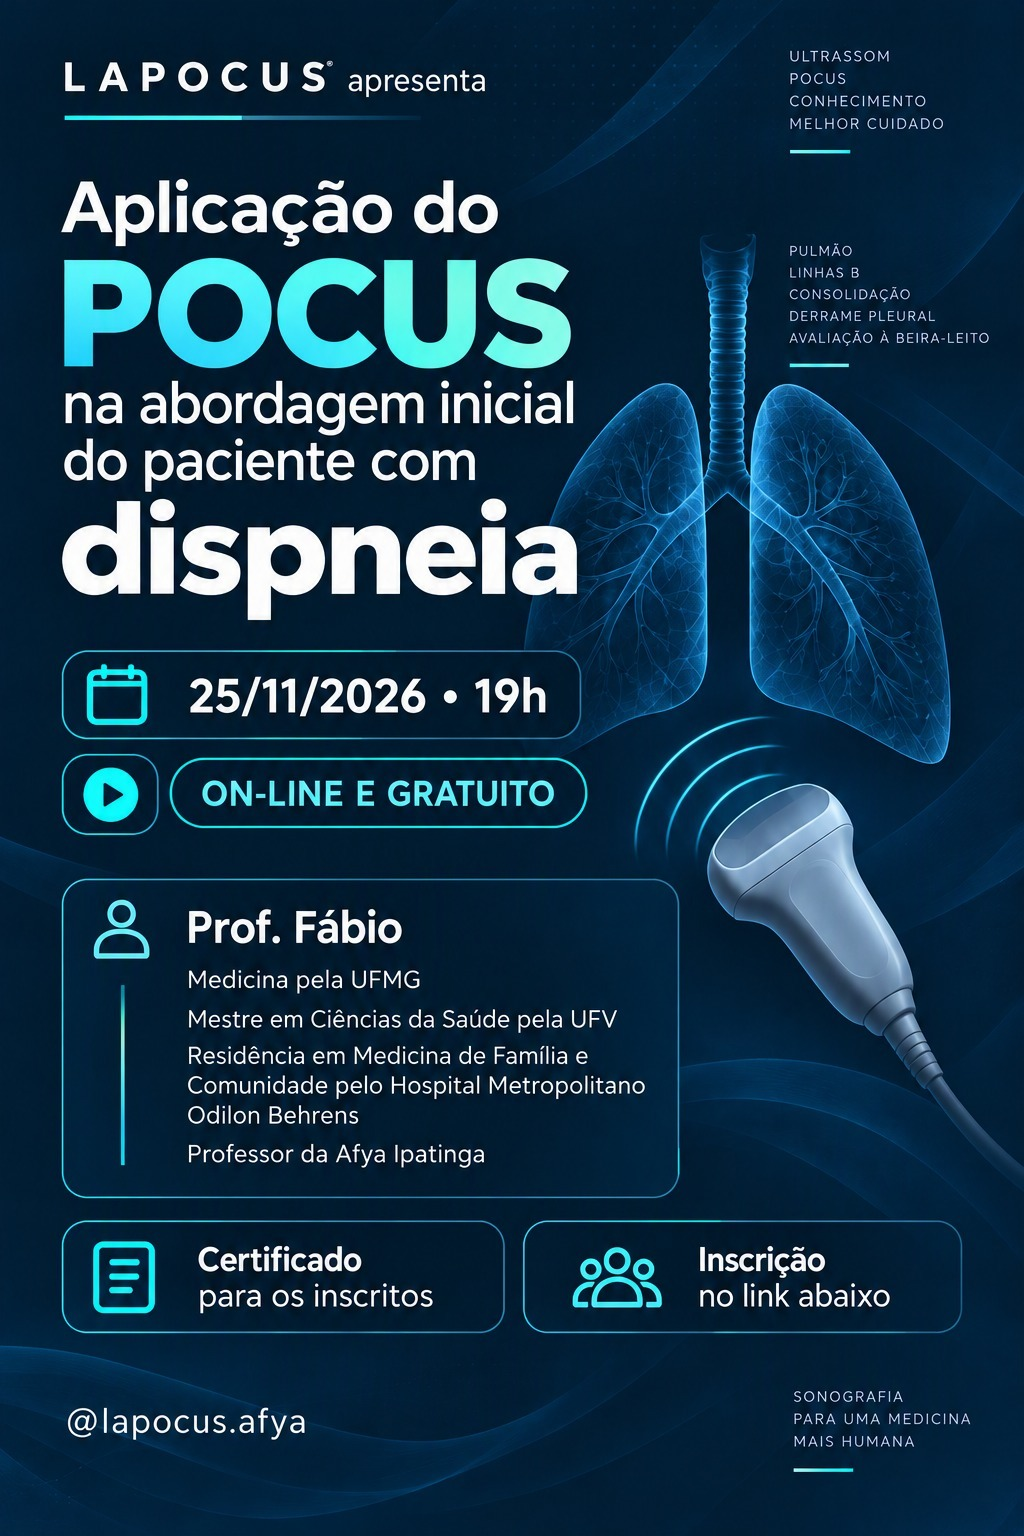 LAPOCUS® apresenta
ULTRASSOM
POCUS
CONHECIMENTO
MELHOR CUIDADO
Aplicação do
POCUS
na abordagem inicial
do paciente com
dispneia
PULMÃO
LINHAS B
CONSOLIDAÇÃO
DERRAME PLEURAL
AVALIAÇÃO À BEIRA-LEITO
25/11/2026 • 19h
ON-LINE E GRATUITO
Prof. Fábio
Medicina pela UFMG
Mestre em Ciências da Saúde pela UFV
Residência em Medicina de Família e
Comunidade pelo Hospital Metropolitano
Odilon Behrens
Professor da Afya Ipatinga
Certificado
para os inscritos
Inscrição
no link abaixo
@lapocus.afya
SONOGRAFIA
PARA UMA MEDICINA
MAIS HUMANA